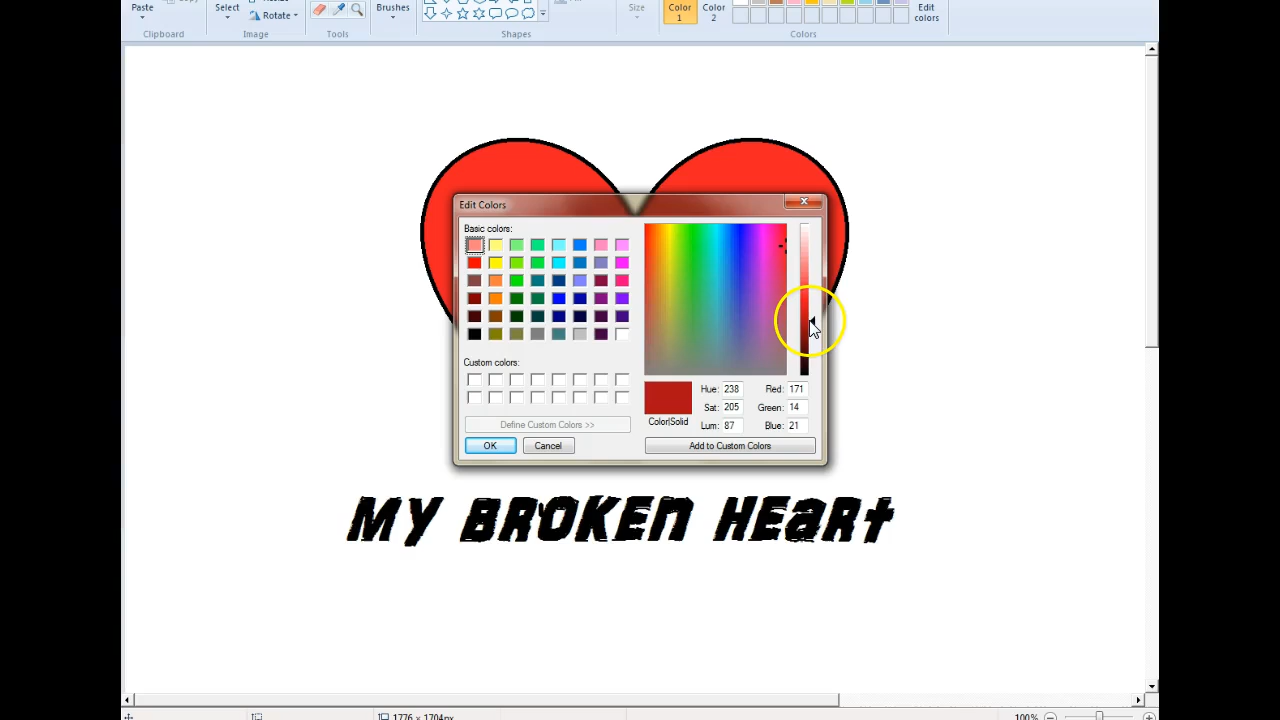 Paste
Select
Rotate
Brushes
Size
Color 1
Color 2
Edit colors
Clipboard
Image
Tools
Shapes
Colors
Edit Colors
Basic colors:
Custom colors:
Define Custom Colors >>
OK
Cancel
Hue: 238
Red: 171
Sat: 205
Green: 14
Color|Solid
Lum: 87
Blue: 21
Add to Custom Colors
MY BROKEN HEART
1776 × 1704px
100%